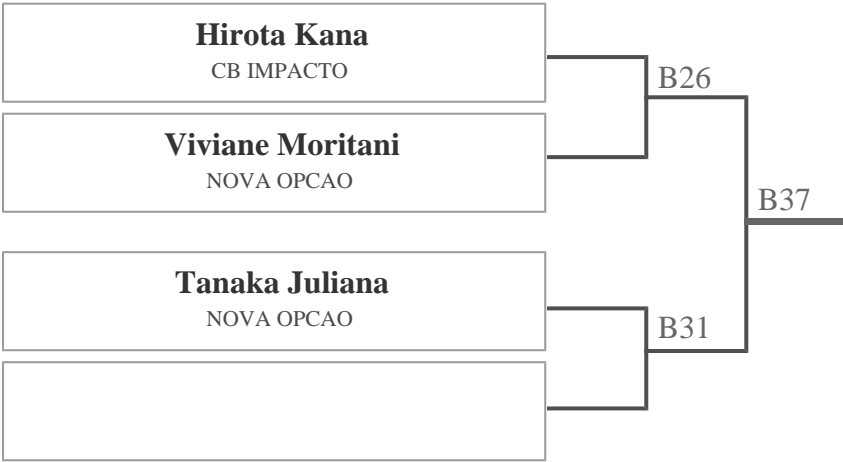 Hirota Kana
CB IMPACTO
B26
Viviane Moritani
NOVA OPCAO
B37
Tanaka Juliana
NOVA OPCAO
B31